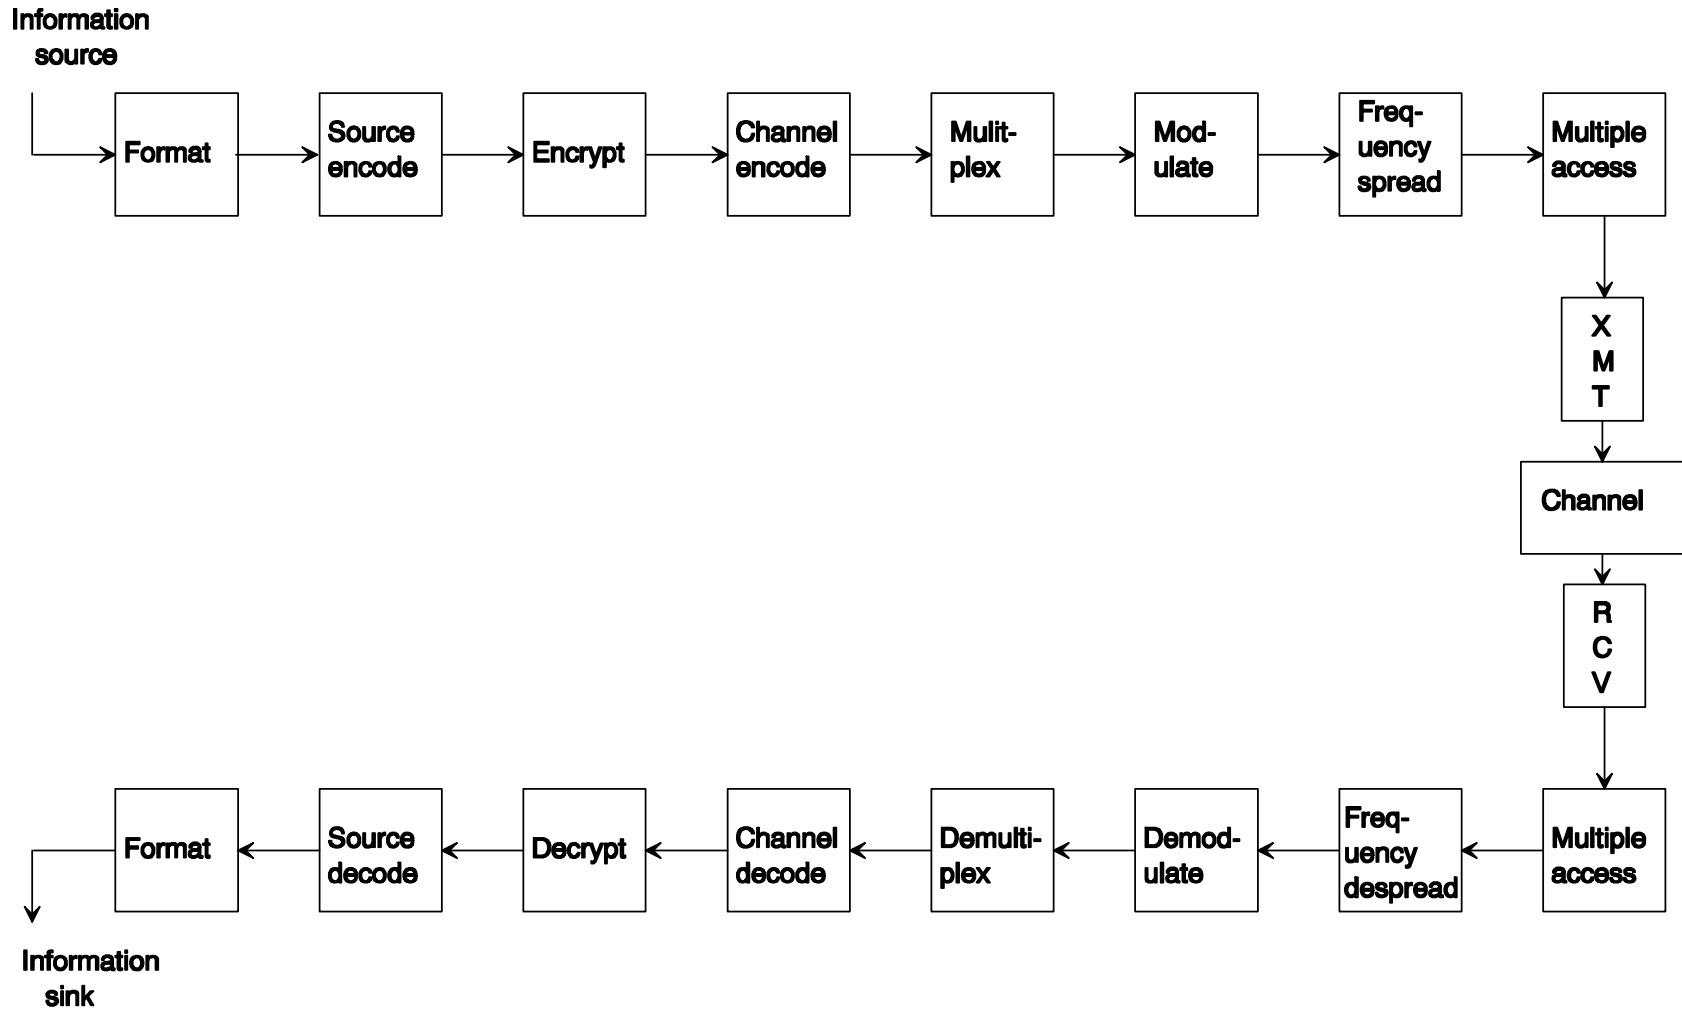 Information
source
Format
Source
encode
Encrypt
Channel
encode
Mulit-
plex
Mod-
ulate
Freq-
uency
spread
Multiple
access
X
M
T
Channel
R
C
V
Multiple
access
Freq-
uency
despread
Demod-
ulate
Demulti-
plex
Channel
decode
Decrypt
Source
decode
Format
Information
sink